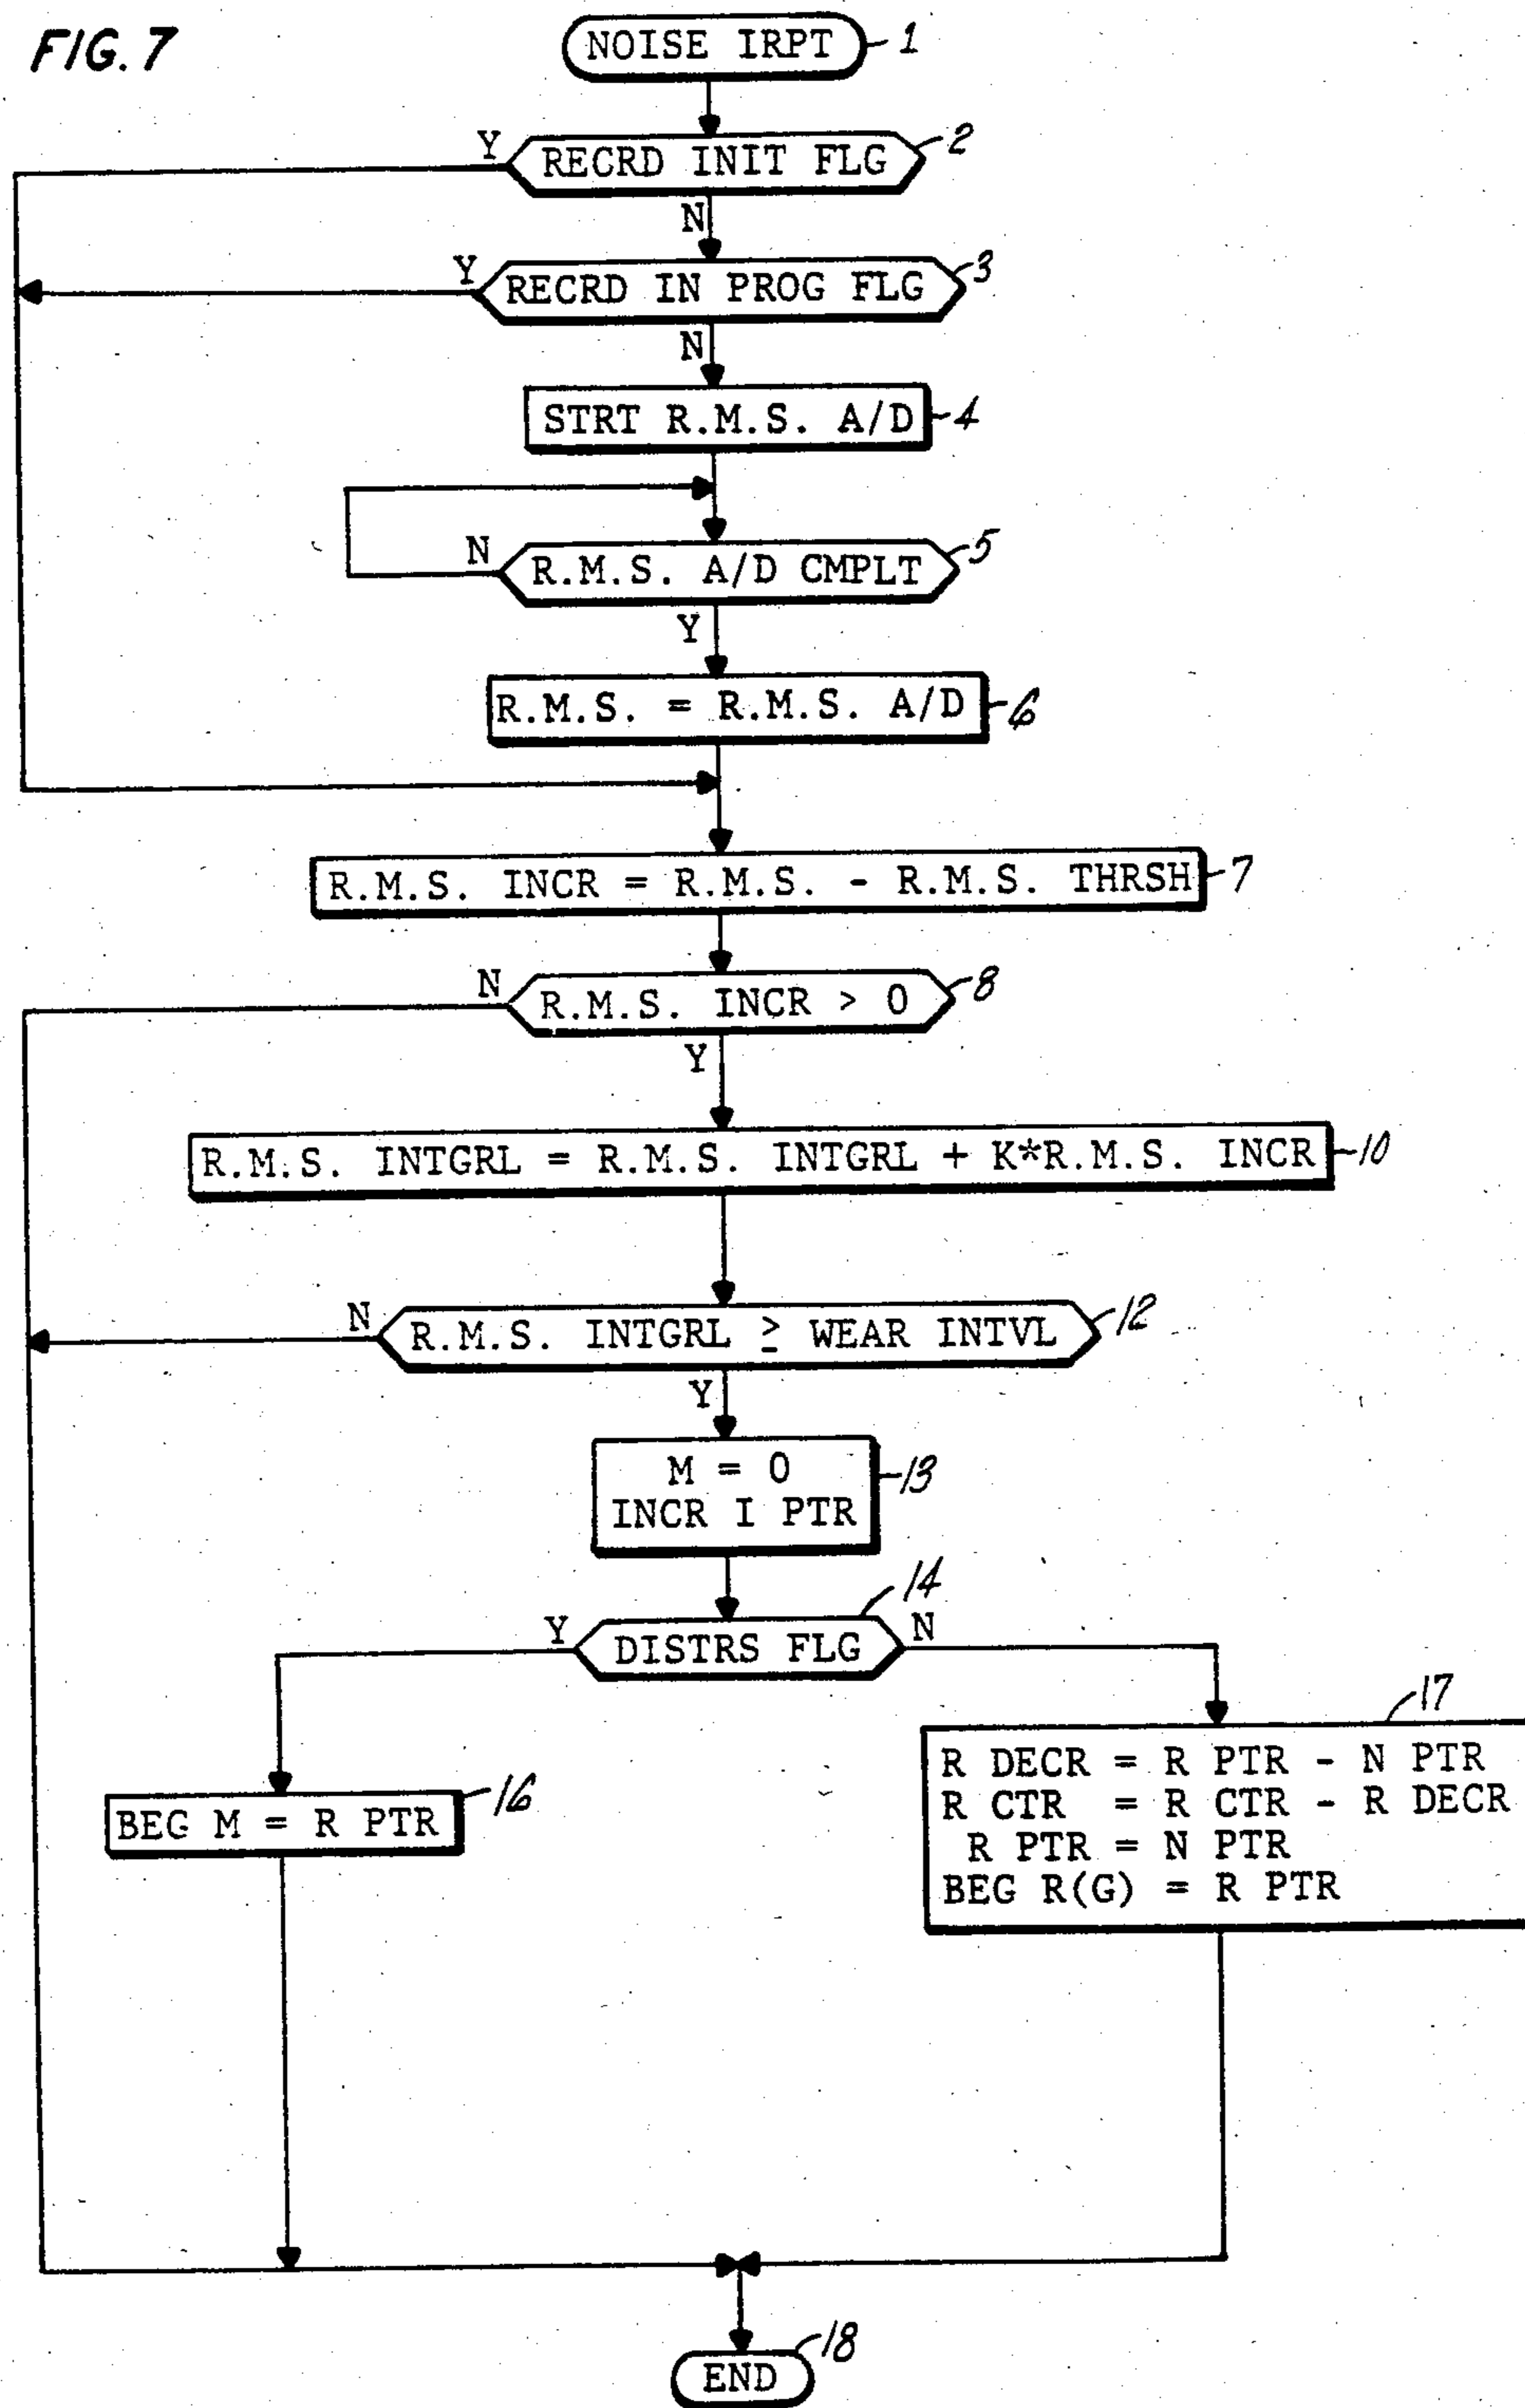 FIG. 7
NOISE IRPT 1
Y RECRD INIT FLG 2
N
Y RECRD IN PROG FLG 3
N
STRT R.M.S. A/D 4
N R.M.S. A/D CMPLT 5
Y
R.M.S. = R.M.S. A/D 6
R.M.S. INCR = R.M.S. - R.M.S. THRSH 7
N R.M.S. INCR > 0 8
Y
R.M.S. INTGRL = R.M.S. INTGRL + K*R.M.S. INCR 10
N R.M.S. INTGRL ≥ WEAR INTVL 12
Y
M = 0
INCR I PTR 13
14
Y DISTRS FLG N
BEG M = R PTR 16
17
R DECR = R PTR - N PTR
R CTR = R CTR - R DECR
R PTR = N PTR
BEG R(G) = R PTR
END 18